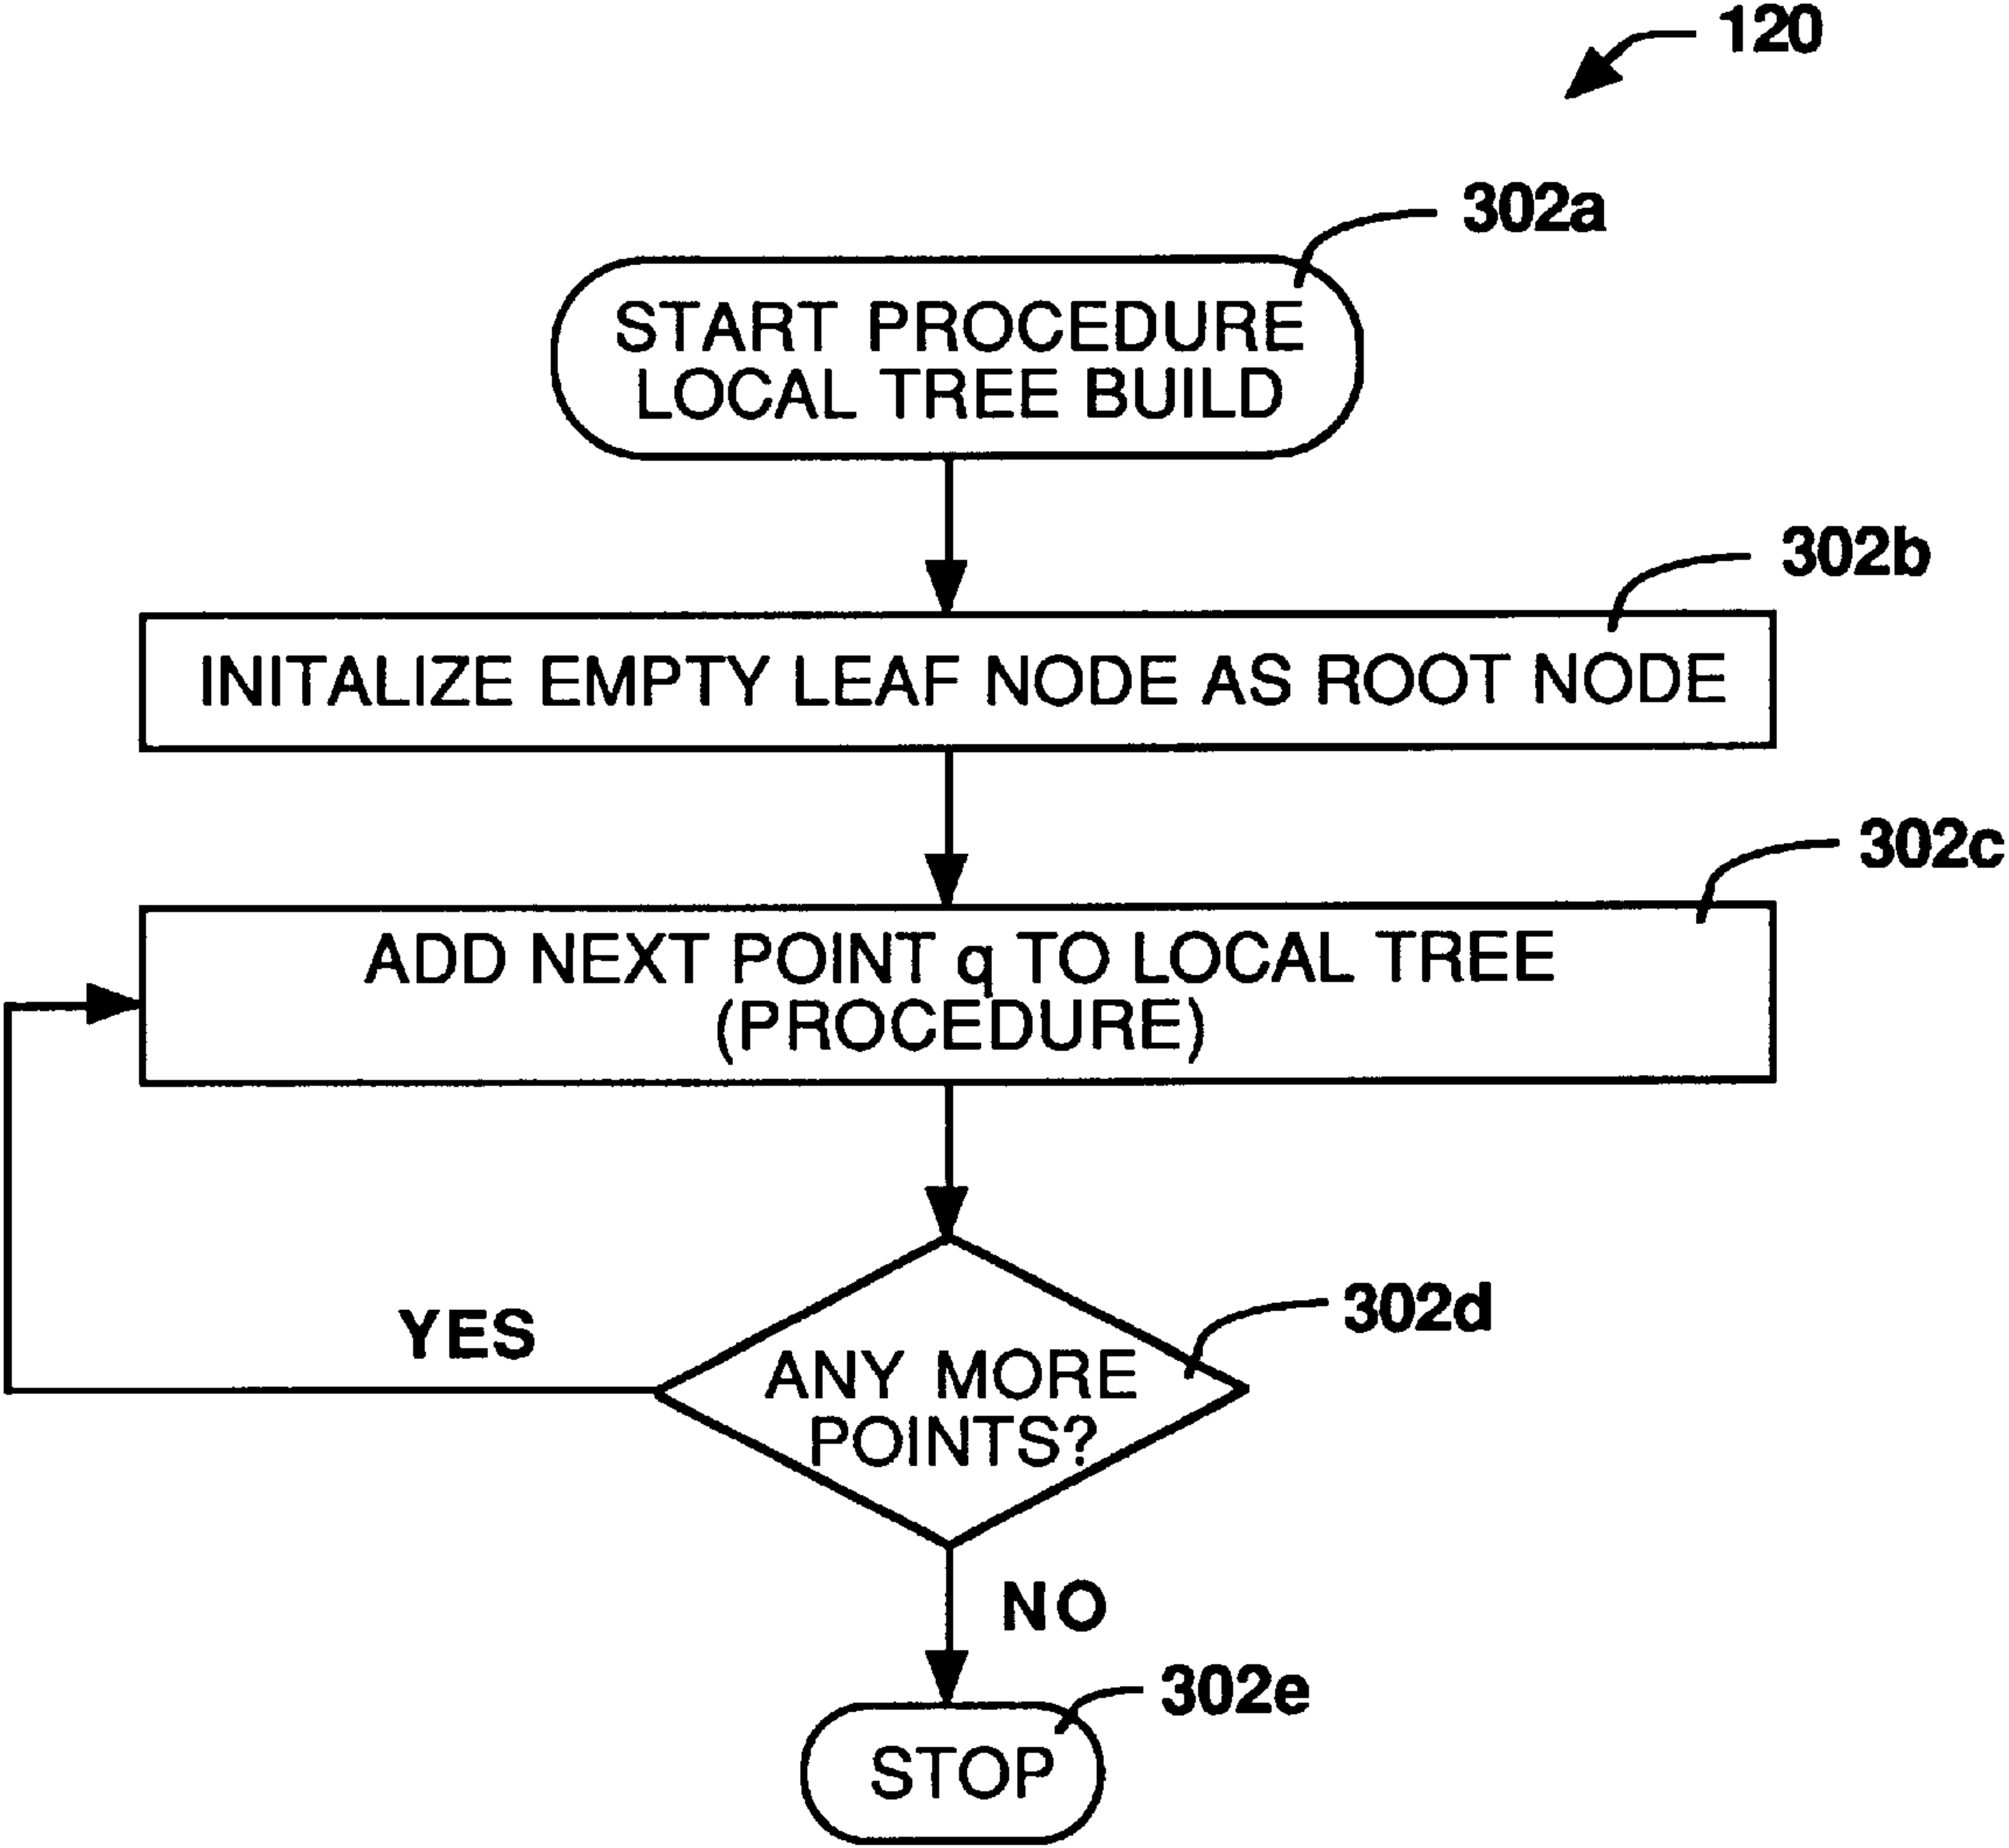 120
302a
START PROCEDURE
LOCAL TREE BUILD
302b
INITALIZE EMPTY LEAF NODE AS ROOT NODE
302c
ADD NEXT POINT q TO LOCAL TREE
(PROCEDURE)
302d
YES
ANY MORE
POINTS?
NO
302e
STOP